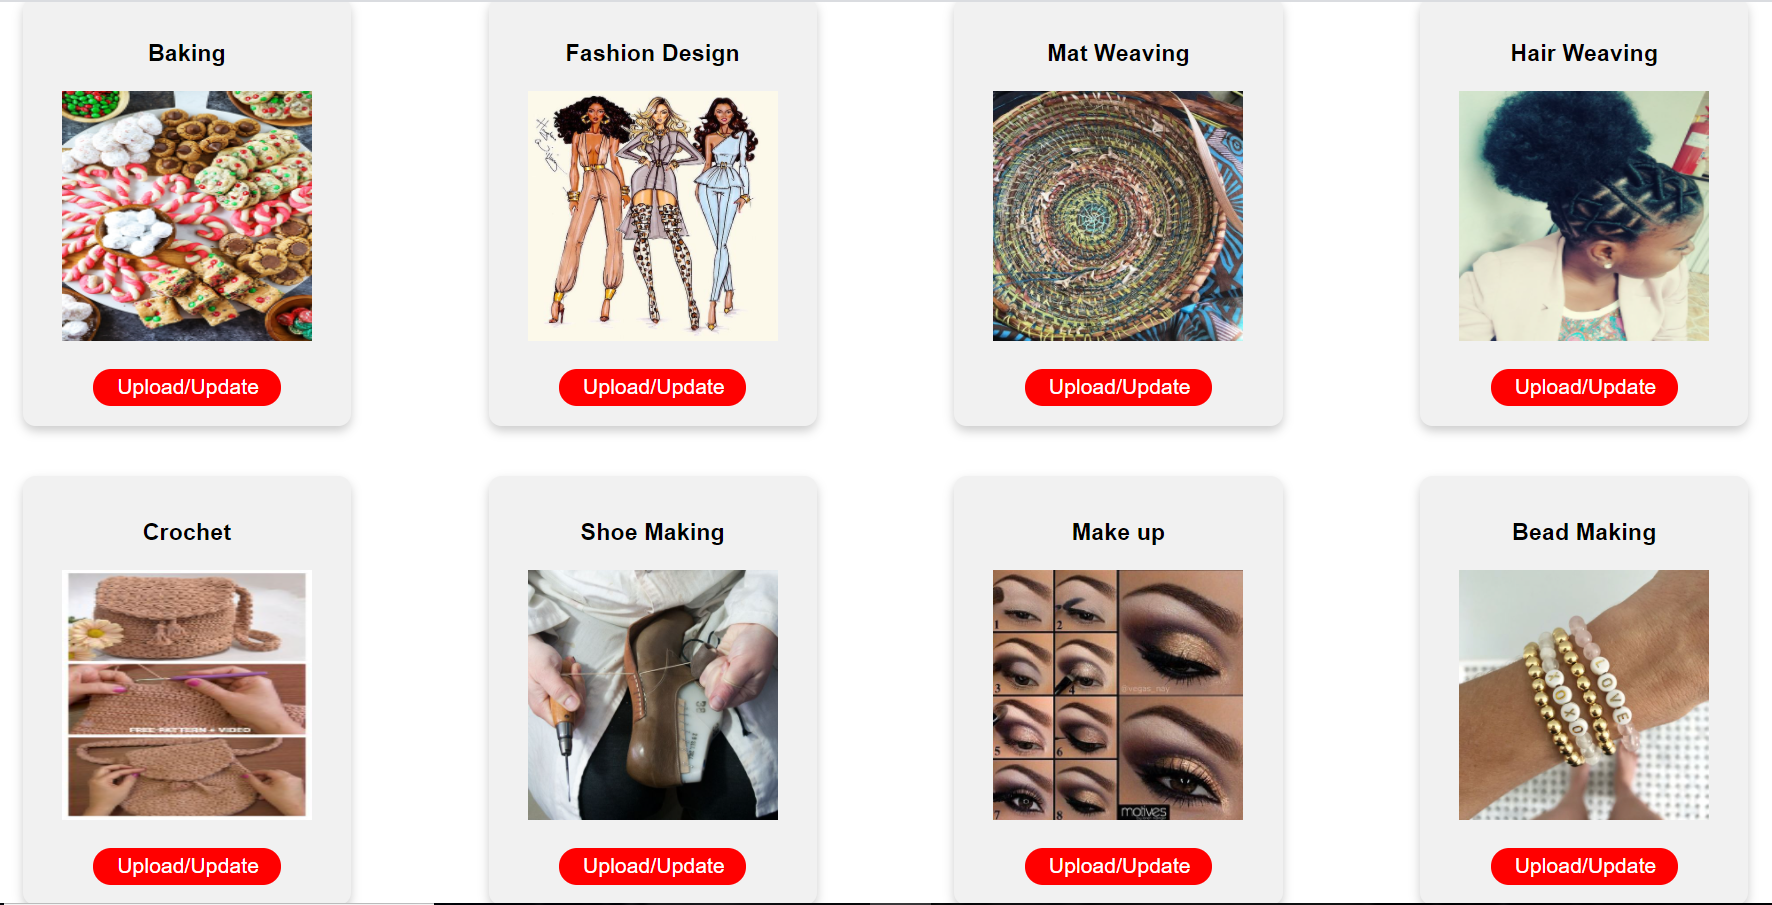 Baking
Fashion Design
Mat Weaving
Hair Weaving
Upload/Update
Upload/Update
Upload/Update
Upload/Update
Crochet
Shoe Making
Make up
Bead Making
FREE PATTERN + VIDEO
1
2
3
4
5
6
7
8
@vegas_nay
motives
38
XOXO
LOVE
Upload/Update
Upload/Update
Upload/Update
Upload/Update